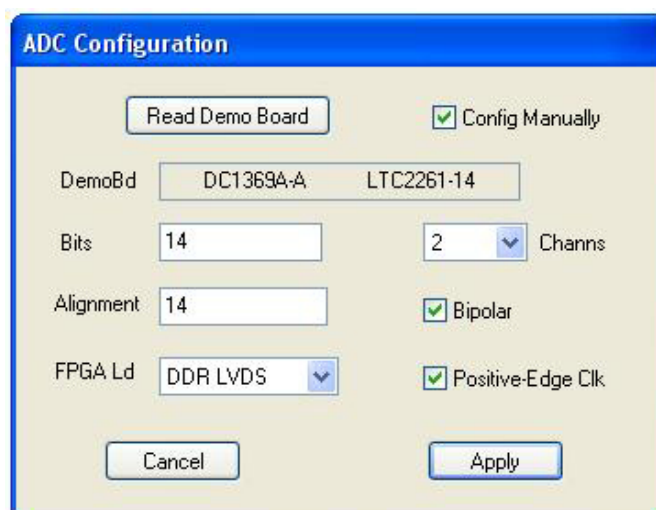 ADC Configuration
Read Demo Board Config Manually
DemoBd DC1369A-A LTC2261-14
Bits 14 2 Channs
Alignment 14 Bipolar
FPGA Ld DDR LVDS Positive-Edge Clk
Cancel Apply